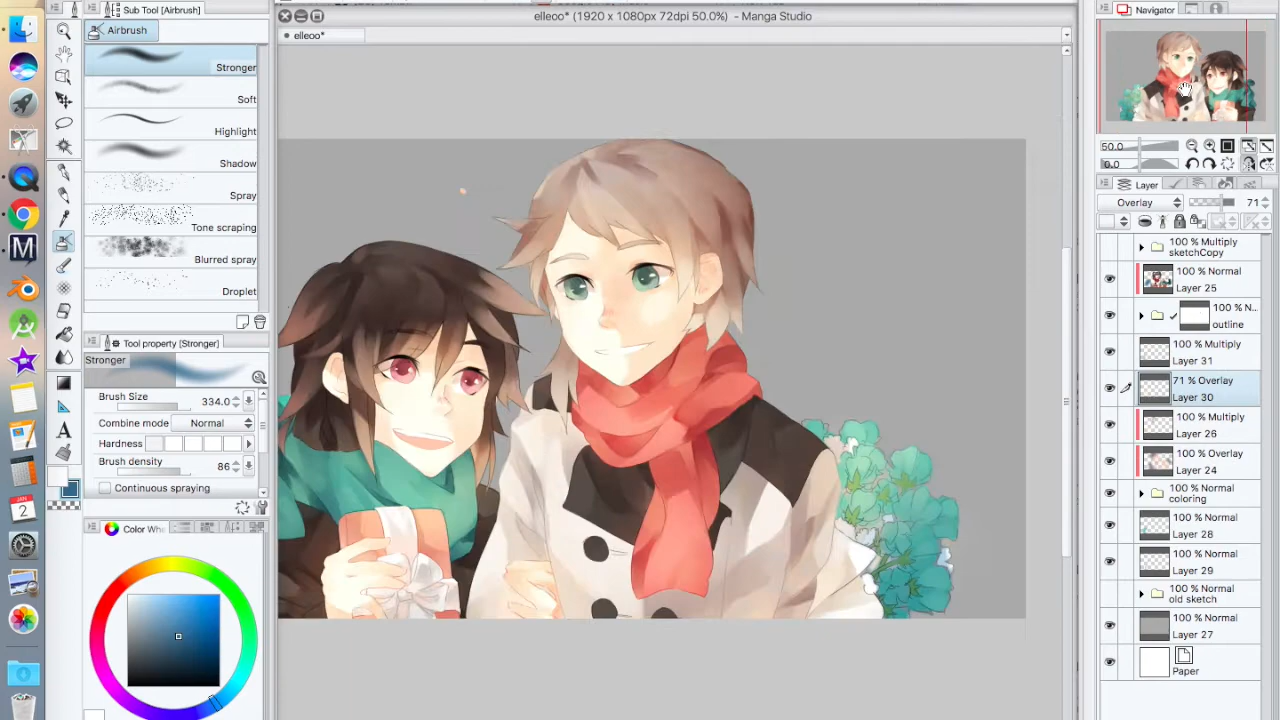 Sub Tool [Airbrush]
Airbrush
Stronger
Soft
Highlight
Shadow
Spray
Tone scraping
Blurred spray
Droplet
Tool property [Stronger]
Stronger
Brush Size
334.0
Combine mode
Normal
Hardness
Brush density
86
Continuous spraying
Color Whe
elleoo* (1920 x 1080px 72dpi 50.0%) - Manga Studio
elleoo*
Navigator
50.0
0.0
Layer
Overlay
71
100 % Multiply
sketchCopy
100 % Normal
Layer 25
100 % N...
outline
100 % Multiply
Layer 31
71 % Overlay
Layer 30
100 % Multiply
Layer 26
100 % Overlay
Layer 24
100 % Normal
coloring
100 % Normal
Layer 28
100 % Normal
Layer 29
100 % Normal
old sketch
100 % Normal
Layer 27
Paper
A
M
JAN
2